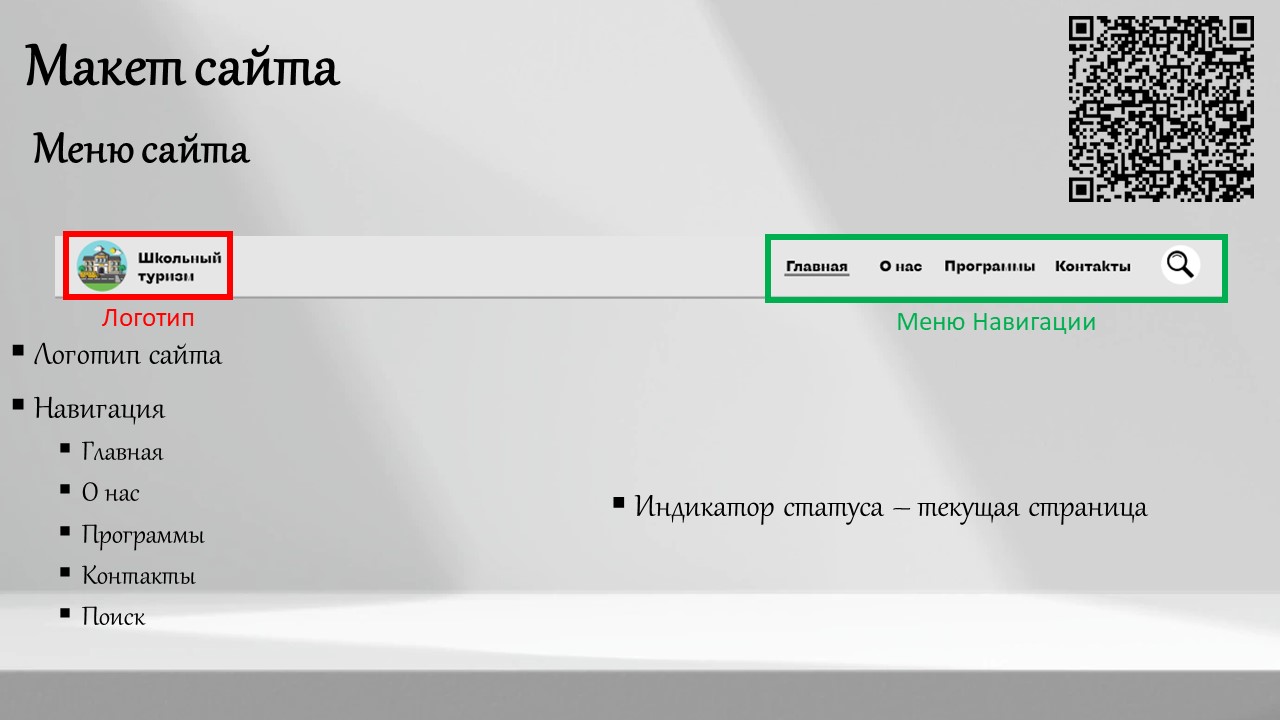 Макет сайта
Меню сайта
Школьный
туризм
Главная О нас Программы Контакты
Логотип
Меню Навигации
Логотип сайта
Навигация
Главная
О нас
Программы
Контакты
Поиск
Индикатор статуса – текущая страница